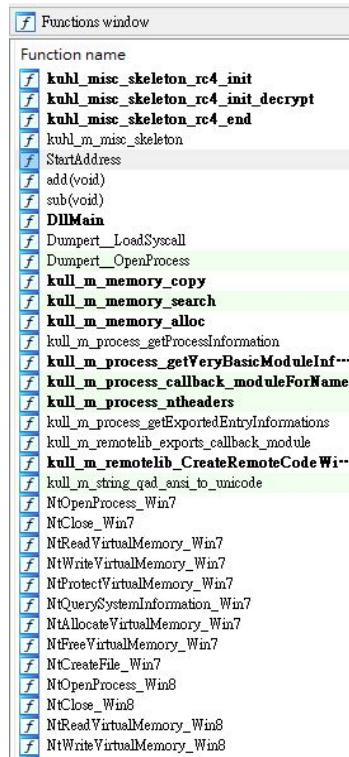 Functions window
Function name
kuhl_misc_skeleton_rc4_init
kuhl_misc_skeleton_rc4_init_decrypt
kuhl_misc_skeleton_rc4_end
kuhl_m_misc_skeleton
StartAddress
add(void)
sub(void)
DllMain
Dumpert__LoadSyscall
Dumpert__OpenProcess
kull_m_memory_copy
kull_m_memory_search
kull_m_memory_alloc
kull_m_process_getProcessInformation
kull_m_process_getVeryBasicModuleInf…
kull_m_process_callback_moduleForName
kull_m_process_ntheaders
kull_m_process_getExportedEntryInformations
kull_m_remotelib_exports_callback_module
kull_m_remotelib_CreateRemoteCodeWi…
kull_m_string_qad_ansi_to_unicode
NtOpenProcess_Win7
NtClose_Win7
NtReadVirtualMemory_Win7
NtWriteVirtualMemory_Win7
NtProtectVirtualMemory_Win7
NtQuerySystemInformation_Win7
NtAllocateVirtualMemory_Win7
NtFreeVirtualMemory_Win7
NtCreateFile_Win7
NtOpenProcess_Win8
NtClose_Win8
NtReadVirtualMemory_Win8
NtWriteVirtualMemory_Win8